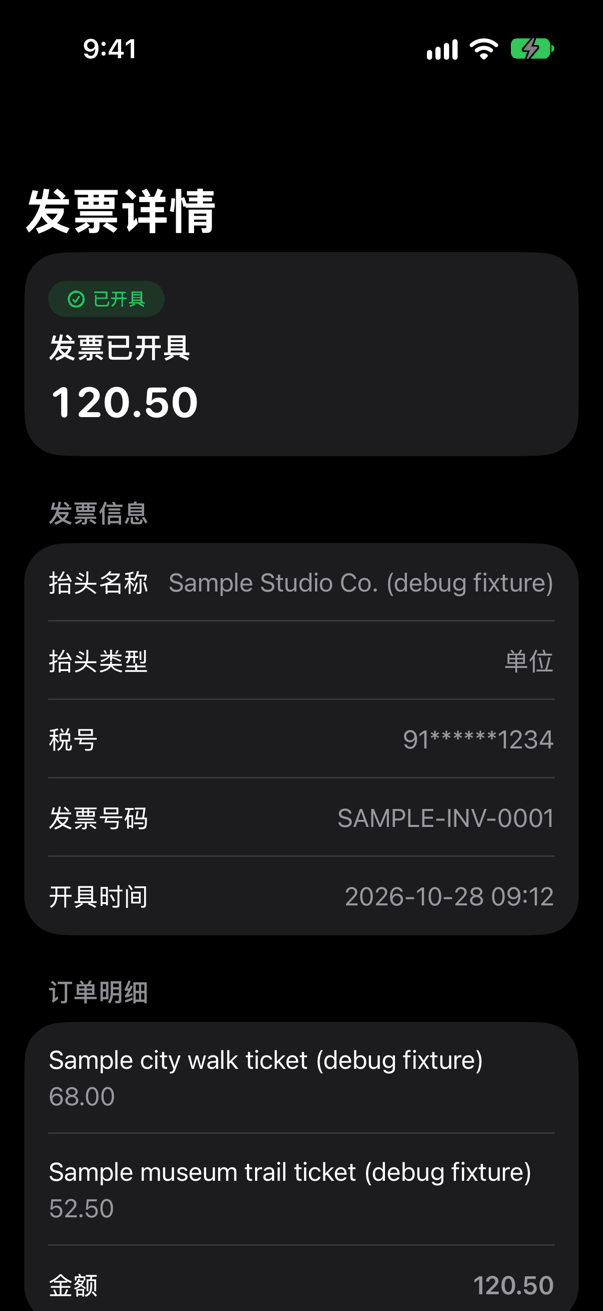 9:41
发票详情
已开具
发票已开具
120.50
发票信息
抬头名称 Sample Studio Co. (debug fixture)
抬头类型 单位
税号 91******1234
发票号码 SAMPLE-INV-0001
开具时间 2026-10-28 09:12
订单明细
Sample city walk ticket (debug fixture)
68.00
Sample museum trail ticket (debug fixture)
52.50
金额 120.50